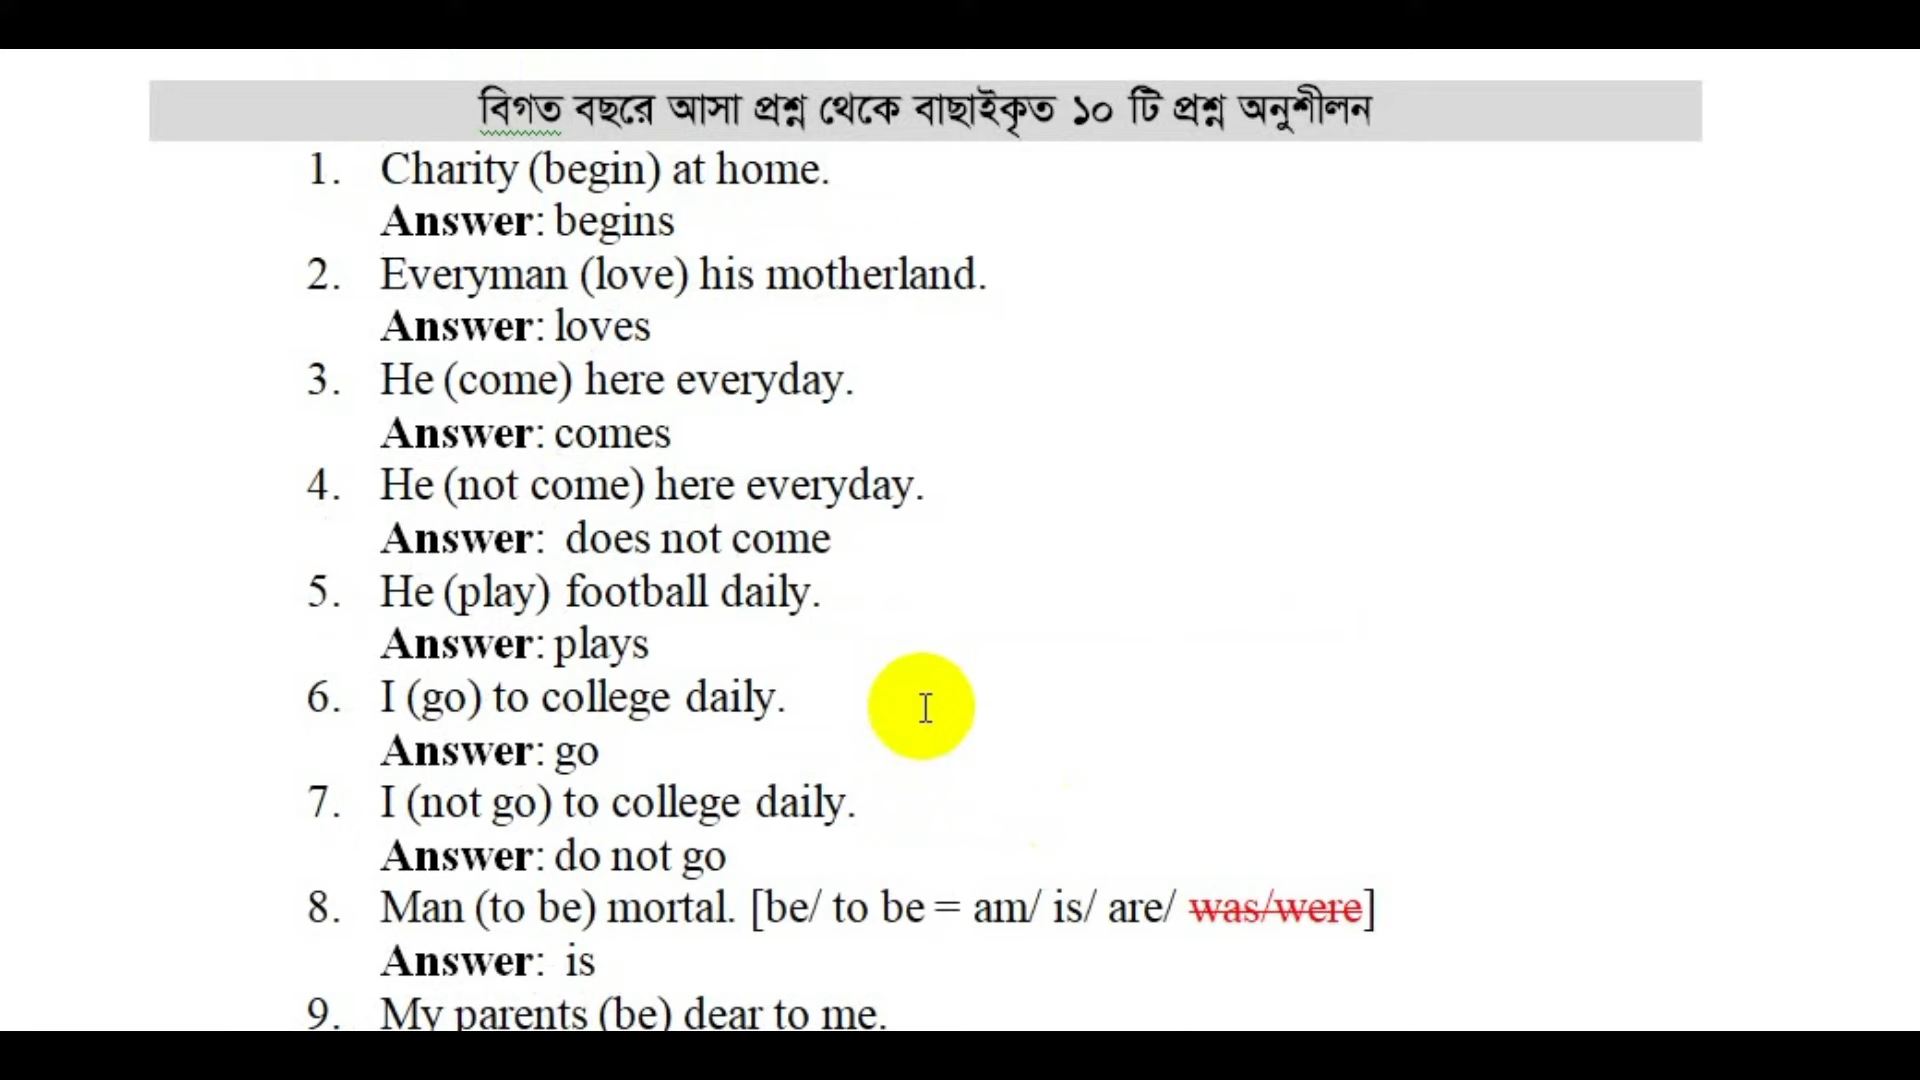 বিগত বছরে আসা প্রশ্ন থেকে বাছাইকৃত ১০ টি প্রশ্ন অনুশীলন
1. Charity (begin) at home.
Answer: begins
2. Everyman (love) his motherland.
Answer: loves
3. He (come) here everyday.
Answer: comes
4. He (not come) here everyday.
Answer: does not come
5. He (play) football daily.
Answer: plays
6. I (go) to college daily.
Answer: go
7. I (not go) to college daily.
Answer: do not go
8. Man (to be) mortal. [be/ to be = am/ is/ are/ was/were]
Answer: is
9. My parents (be) dear to me.